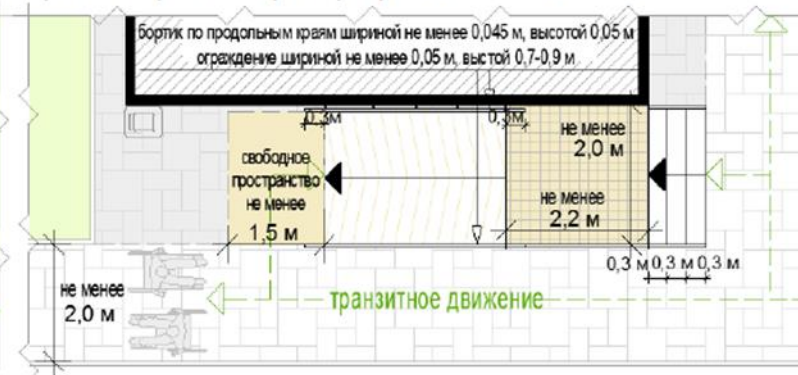 бортик по продольным краям шириной не менее 0,045 м, высотой 0,05 м
ограждение шириной не менее 0,05 м, выстой 0,7-0,9 м
0,3м
не менее
2,0 м
свободное
пространство
не менее
1,5 м
не менее
2,2 м
0,3 м 0,3 м 0,3 м
не менее
2,0 м
транзитное движение